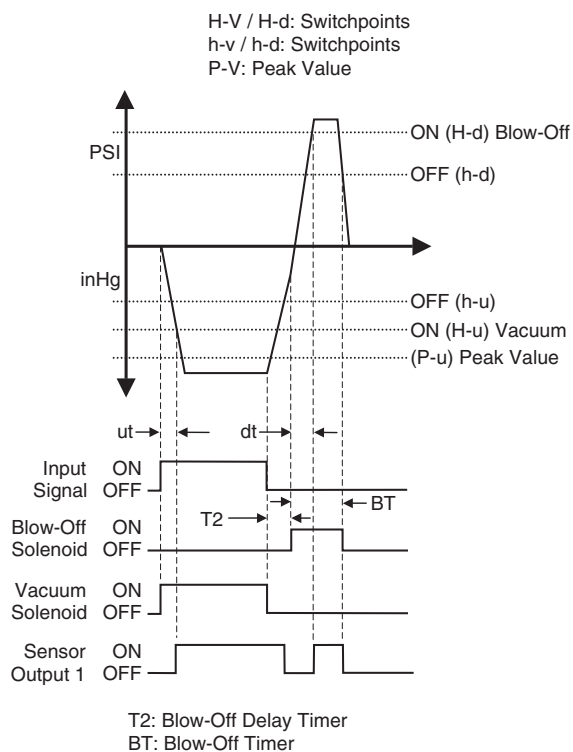 H-V / H-d: Switchpoints
h-v / h-d: Switchpoints
P-V: Peak Value
PSI
ON (H-d) Blow-Off
OFF (h-d)
inHg
OFF (h-u)
ON (H-u) Vacuum
(P-u) Peak Value
ut
dt
Input Signal ON OFF
BT
T2
Blow-Off Solenoid ON OFF
Vacuum Solenoid ON OFF
Sensor Output 1 ON OFF
T2: Blow-Off Delay Timer
BT: Blow-Off Timer